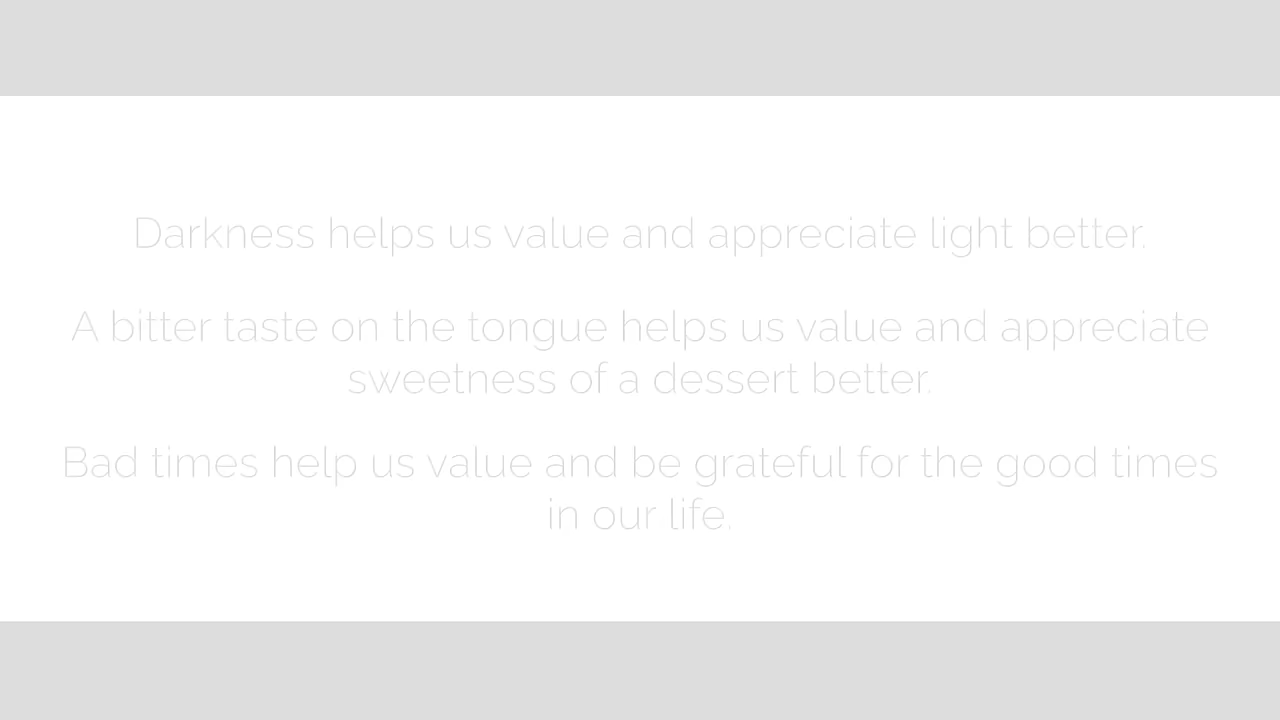 Darkness helps us value and appreciate light better.
A bitter taste on the tongue helps us value and appreciate
sweetness of a dessert better.
Bad times help us value and be grateful for the good times
in our life.